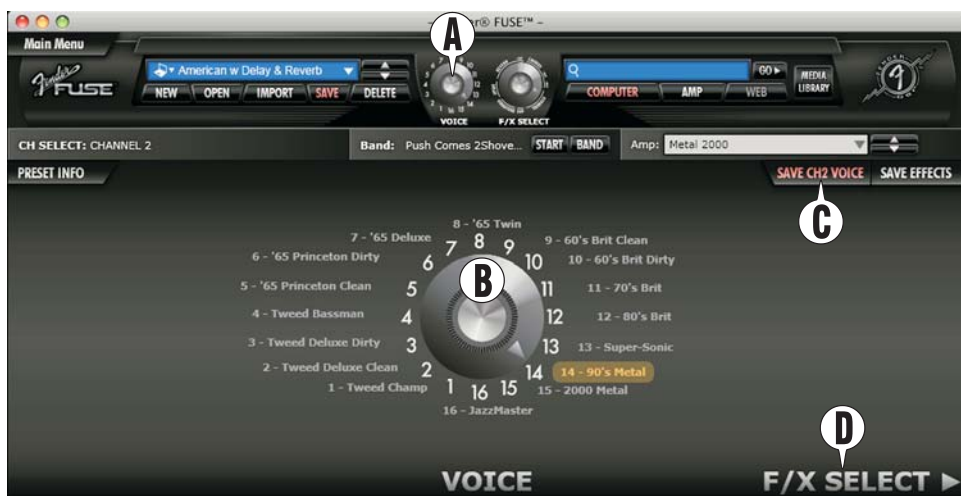 – Fender® FUSE™ –
Main Menu
Fender
FUSE
American w Delay & Reverb
NEW OPEN IMPORT SAVE DELETE
A
VOICE
F/X SELECT
GO
COMPUTER AMP WEB
MEDIA
LIBRARY
CH SELECT: CHANNEL 2
Band: Push Comes 2Shove... START BAND
Amp: Metal 2000
PRESET INFO
SAVE CH2 VOICE
SAVE EFFECTS
C
8 - '65 Twin
7 - '65 Deluxe
9 - 60's Brit Clean
6 - '65 Princeton Dirty
10 - 60's Brit Dirty
5 - '65 Princeton Clean
11 - 70's Brit
4 - Tweed Bassman
12 - 80's Brit
3 - Tweed Deluxe Dirty
13 - Super-Sonic
2 - Tweed Deluxe Clean
14 - 90's Metal
1 - Tweed Champ
15 - 2000 Metal
16 - JazzMaster
1 2 3 4 5 6 7 8 9 10 11 12 13 14 15 16
B
D
VOICE
F/X SELECT